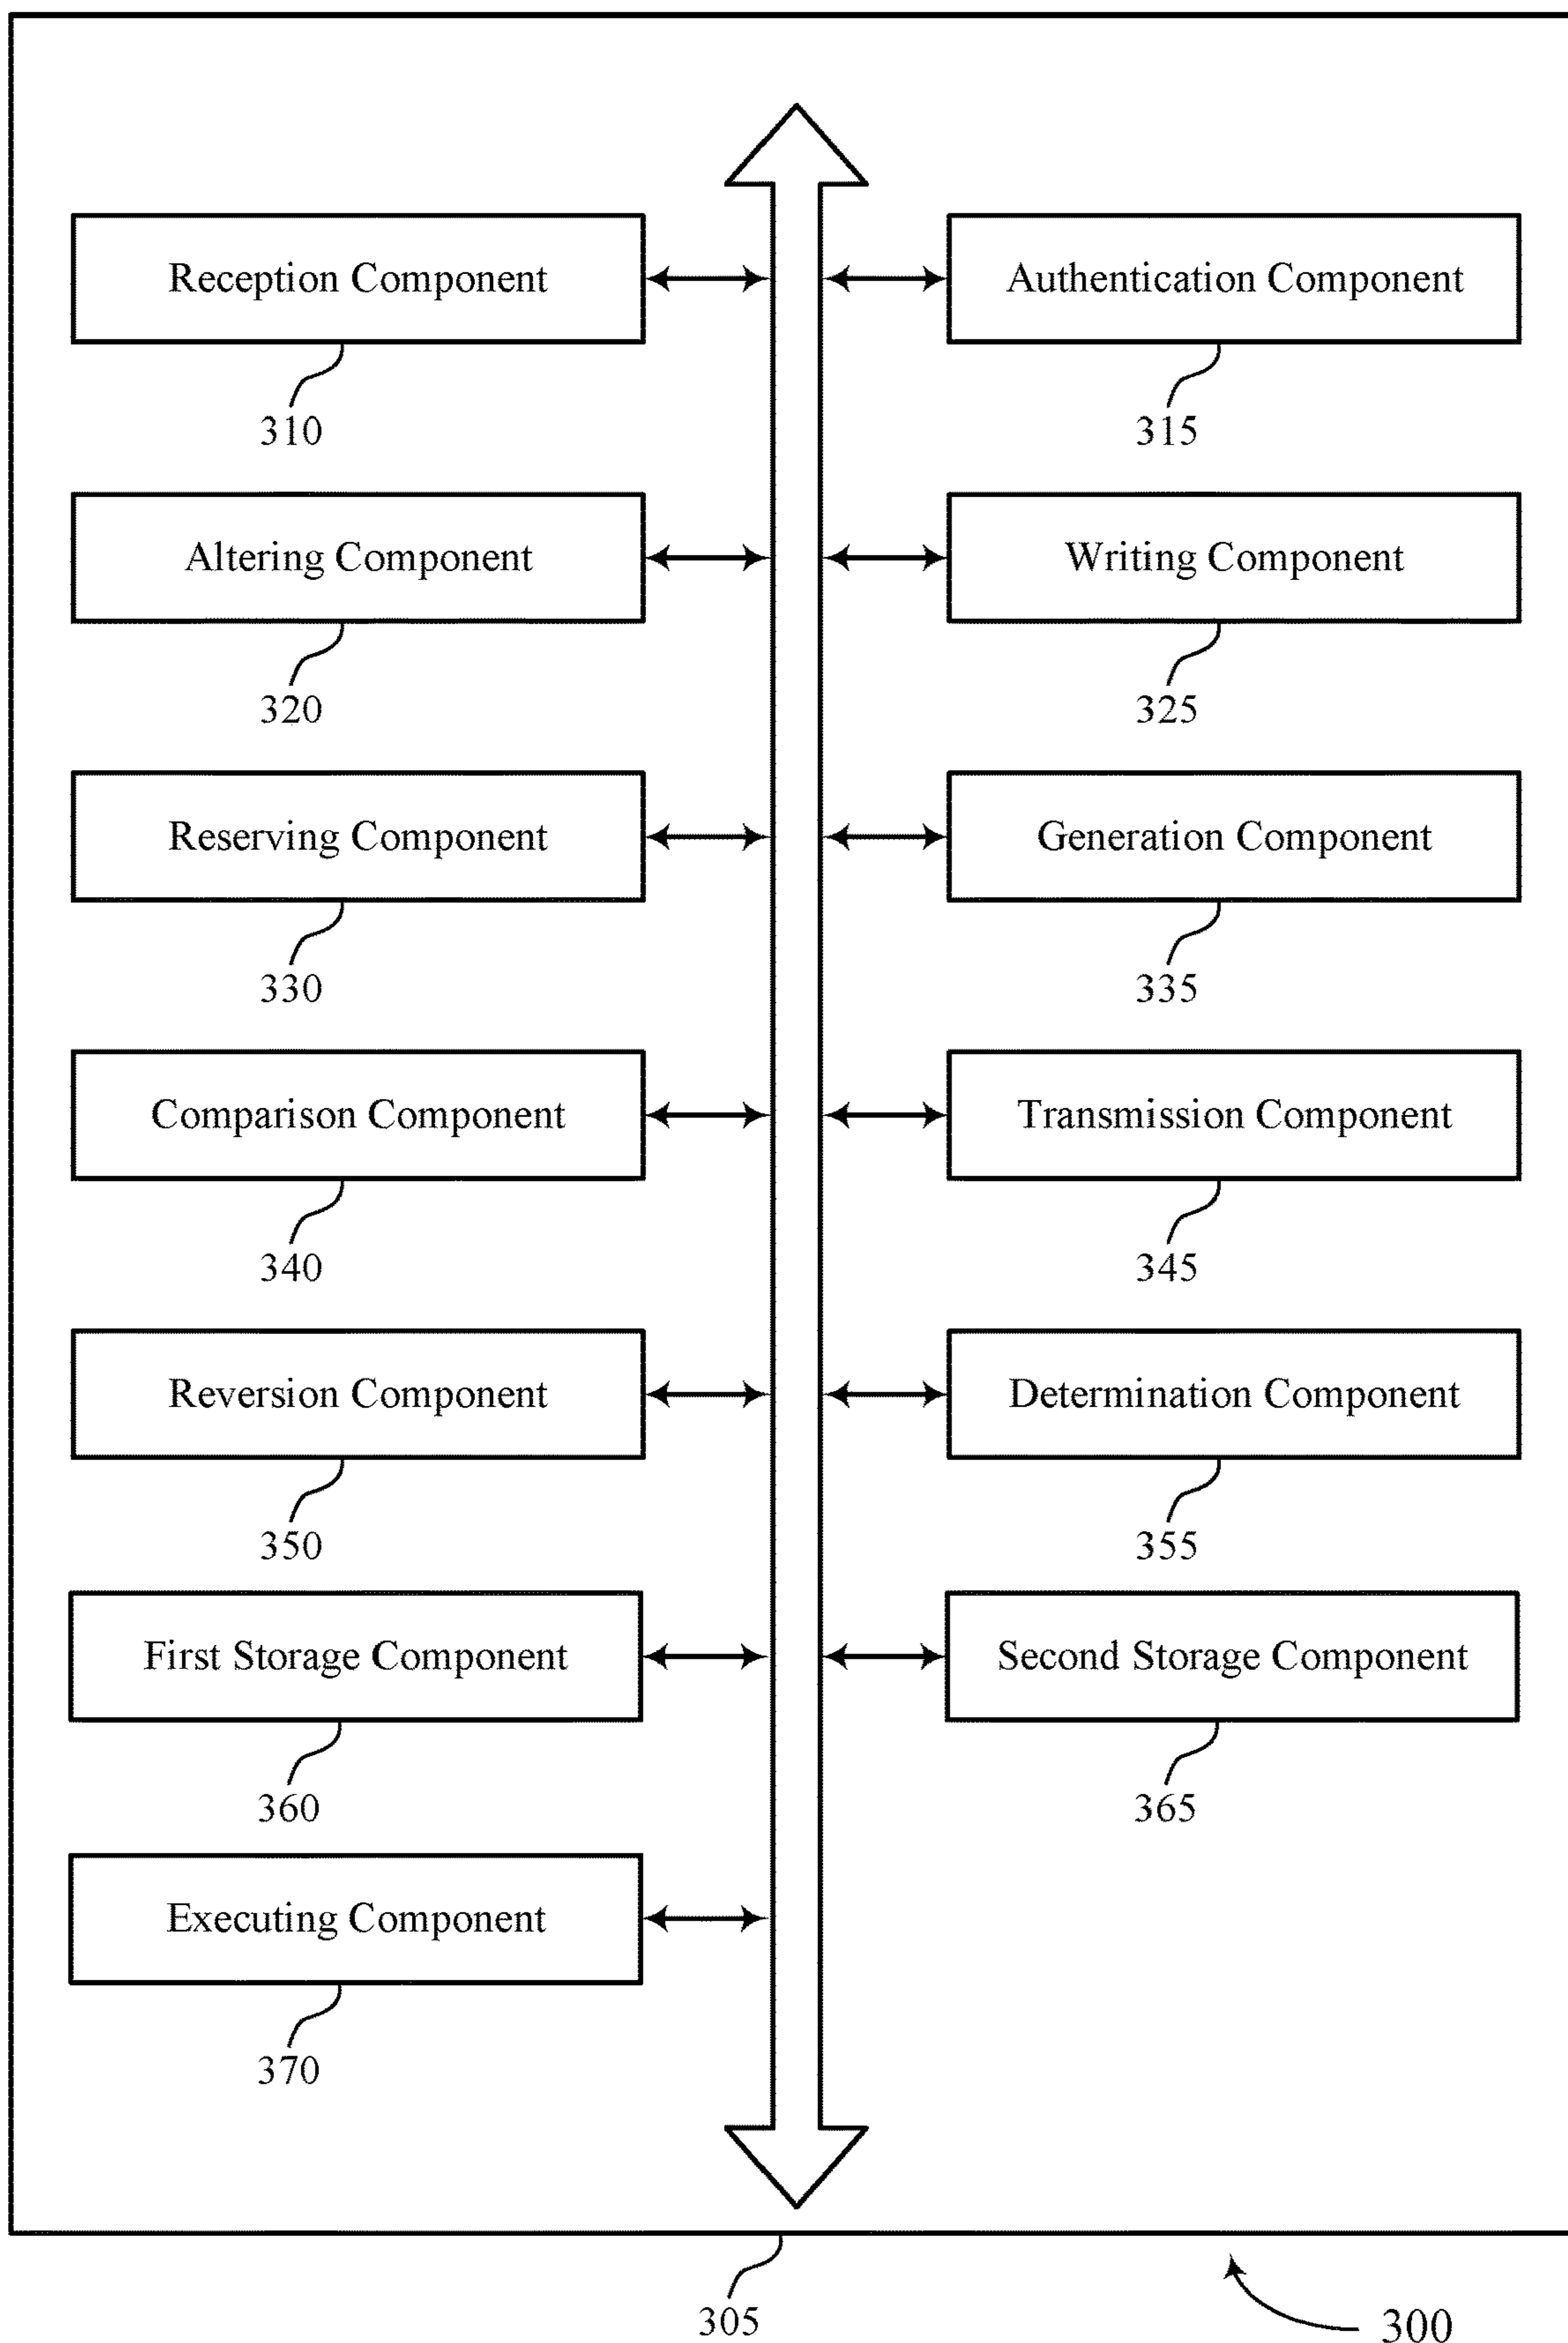 Reception Component
Authentication Component
310
315
Altering Component
Writing Component
320
325
Reserving Component
Generation Component
330
335
Comparison Component
Transmission Component
340
345
Reversion Component
Determination Component
350
355
First Storage Component
Second Storage Component
360
365
Executing Component
370
305
300